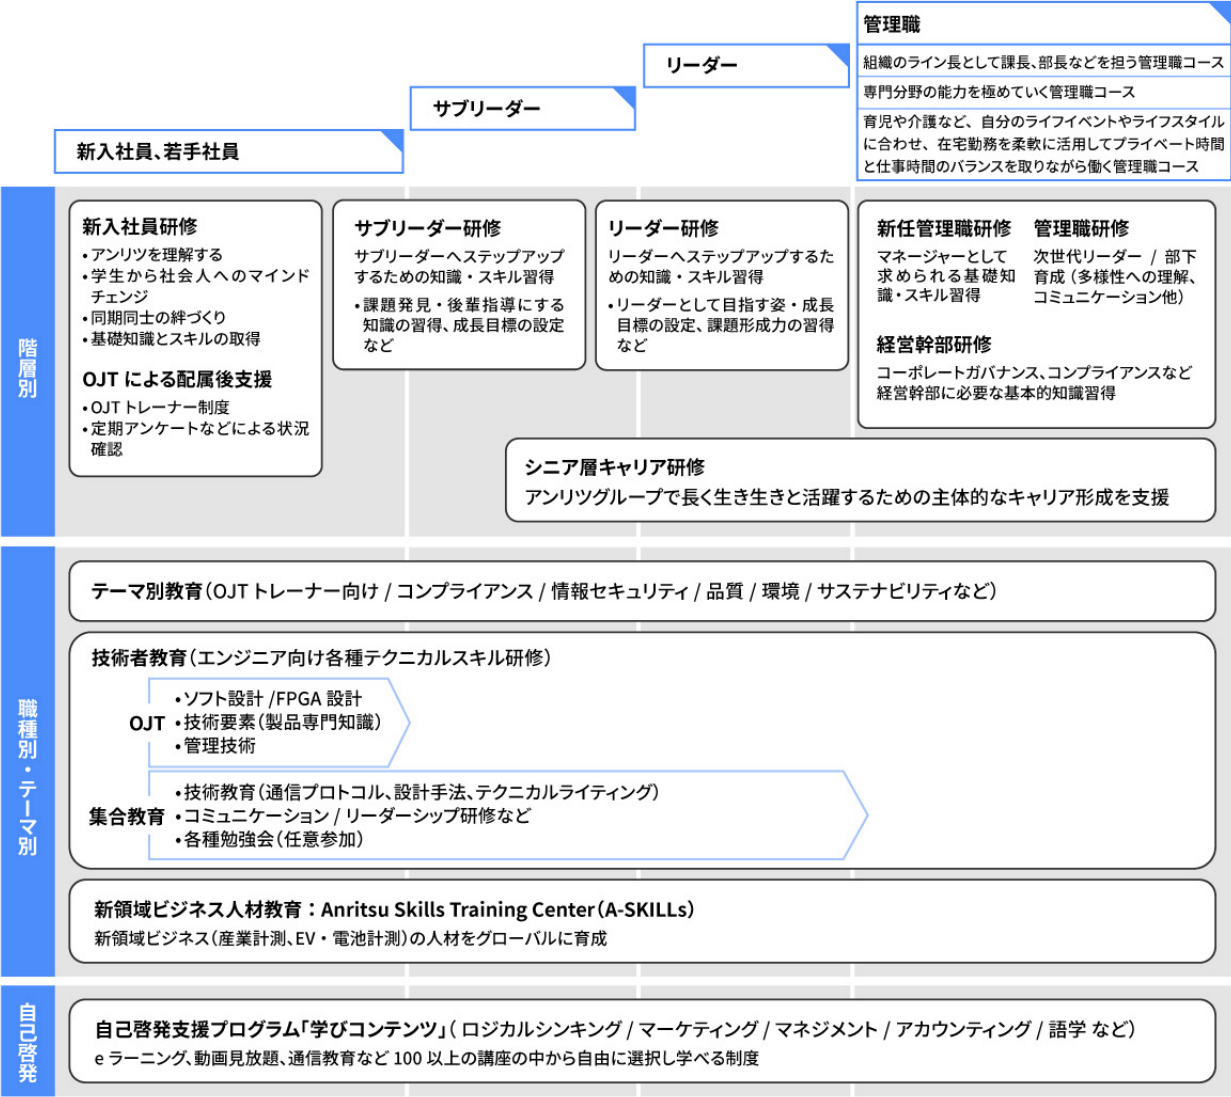 管理職
組織のライン長として課長、部長などを担う管理職コース
専門分野の能力を極めていく管理職コース
育児や介護など、自分のライフイベントやライフスタイル
に合わせ、在宅勤務を柔軟に活用してプライベート時間
と仕事時間のバランスを取りながら働く管理職コース
リーダー
サブリーダー
新入社員、若手社員
階層別
新入社員研修
・アンリツを理解する
・学生から社会人へのマインド
チェンジ
・同期同士の絆づくり
・基礎知識とスキルの取得
OJT による配属後支援
・OJT トレーナー制度
・定期アンケートなどによる状況
確認
サブリーダー研修
サブリーダーへステップアップ
するための知識・スキル習得
・課題発見・後輩指導にする
知識の習得、成長目標の設定
など
リーダー研修
リーダーへステップアップするた
めの知識・スキル習得
・リーダーとして目指す姿・成長
目標の設定、課題形成力の習得
など
新任管理職研修
マネージャーとして
求められる基礎知
識・スキル習得
管理職研修
次世代リーダー / 部下
育成（多様性への理解、
コミュニケーション他）
経営幹部研修
コーポレートガバナンス、コンプライアンスなど
経営幹部に必要な基本的知識習得
シニア層キャリア研修
アンリツグループで長く生き生きと活躍するための主体的なキャリア形成を支援
職種別・テーマ別
テーマ別教育（OJT トレーナー向け / コンプライアンス / 情報セキュリティ / 品質 / 環境 / サステナビリティなど）
技術者教育（エンジニア向け各種テクニカルスキル研修）
OJT
・ソフト設計 /FPGA 設計
・技術要素（製品専門知識）
・管理技術
集合教育
・技術教育（通信プロトコル、設計手法、テクニカルライティング）
・コミュニケーション / リーダーシップ研修など
・各種勉強会（任意参加）
新領域ビジネス人材教育：Anritsu Skills Training Center（A-SKILLs）
新領域ビジネス（産業計測、EV・電池計測）の人材をグローバルに育成
自己啓発
自己啓発支援プログラム「学びコンテンツ」（ ロジカルシンキング / マーケティング / マネジメント / アカウンティング / 語学 など）
e ラーニング、動画見放題、通信教育など 100 以上の講座の中から自由に選択し学べる制度